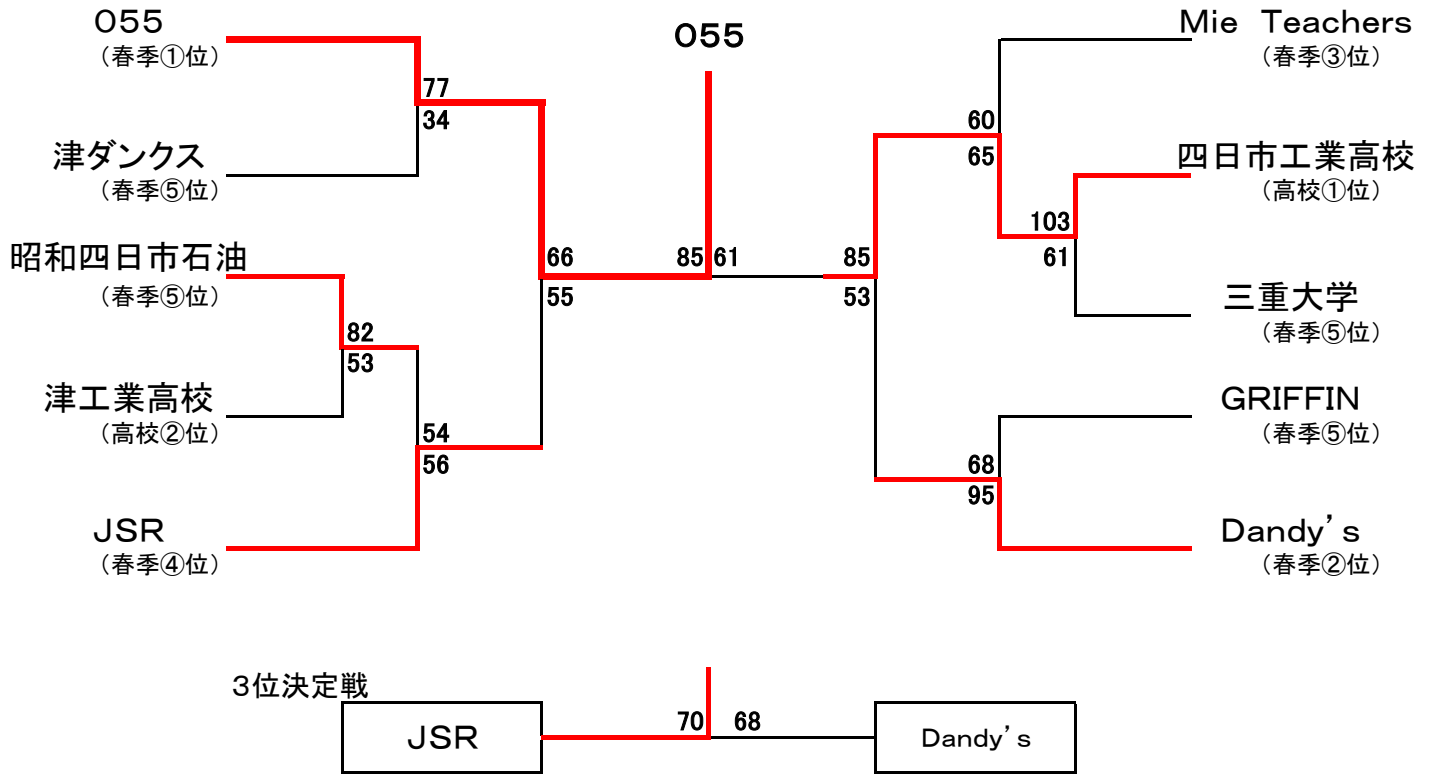 O55
（春季①位）
津ダンクス
（春季⑤位）
昭和四日市石油
（春季⑤位）
津工業高校
（高校②位）
JSR
（春季④位）
77
34
82
53
54
56
66
55
O55
85 61
85
53
60
65
103
61
68
95
Mie Teachers
（春季③位）
四日市工業高校
（高校①位）
三重大学
（春季⑤位）
GRIFFIN
（春季⑤位）
Dandy’s
（春季②位）
３位決定戦
JSR
70 68
Dandy’s